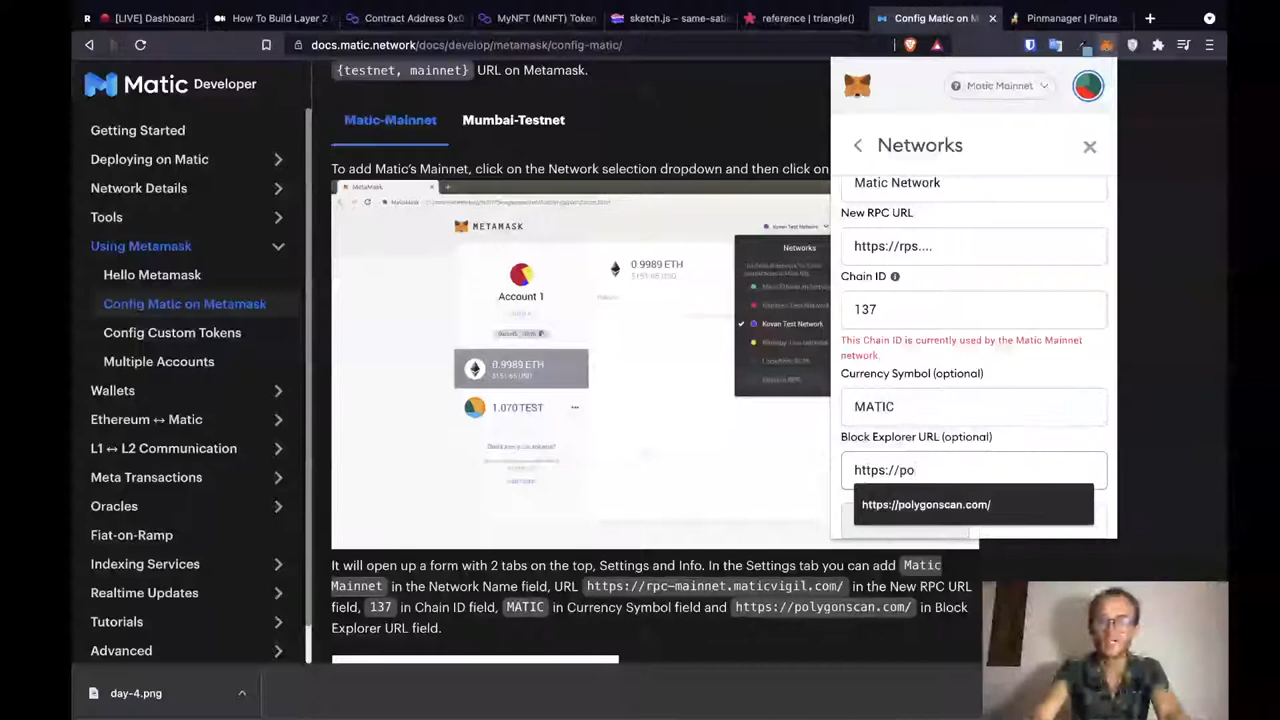 [LIVE] Dashboard
How To Build Layer 2
Contract Address 0x0
MyNFT (MNFT) Token
sketch.js – same-sati
reference | triangle()
Config Matic on M
Pinmanager | Pinata
docs.matic.network/docs/develop/metamask/config-matic/
Matic Developer
Getting Started
Deploying on Matic
Network Details
Tools
Using Metamask
Hello Metamask
Config Matic on Metamask
Config Custom Tokens
Multiple Accounts
Wallets
Ethereum ↔ Matic
L1 ↔ L2 Communication
Meta Transactions
Oracles
Fiat-on-Ramp
Indexing Services
Realtime Updates
Tutorials
Advanced
{testnet, mainnet} URL on Metamask.
Matic-Mainnet
Mumbai-Testnet
To add Matic's Mainnet, click on the Network selection dropdown and then click on
MetaMask
METAMASK
Kovan Test Network
Account 1
0.9989 ETH
1.070 TEST
0.9989 ETH
Networks
Kovan Test Network
It will open up a form with 2 tabs on the top, Settings and Info. In the Settings tab you can add Matic
Mainnet in the Network Name field, URL https://rpc-mainnet.maticvigil.com/ in the New RPC URL
field, 137 in Chain ID field, MATIC in Currency Symbol field and https://polygonscan.com/ in Block
Explorer URL field.
Matic Mainnet
Networks
Matic Network
New RPC URL
https://rps....
Chain ID
137
This Chain ID is currently used by the Matic Mainnet
network.
Currency Symbol (optional)
MATIC
Block Explorer URL (optional)
https://po
https://polygonscan.com/
day-4.png